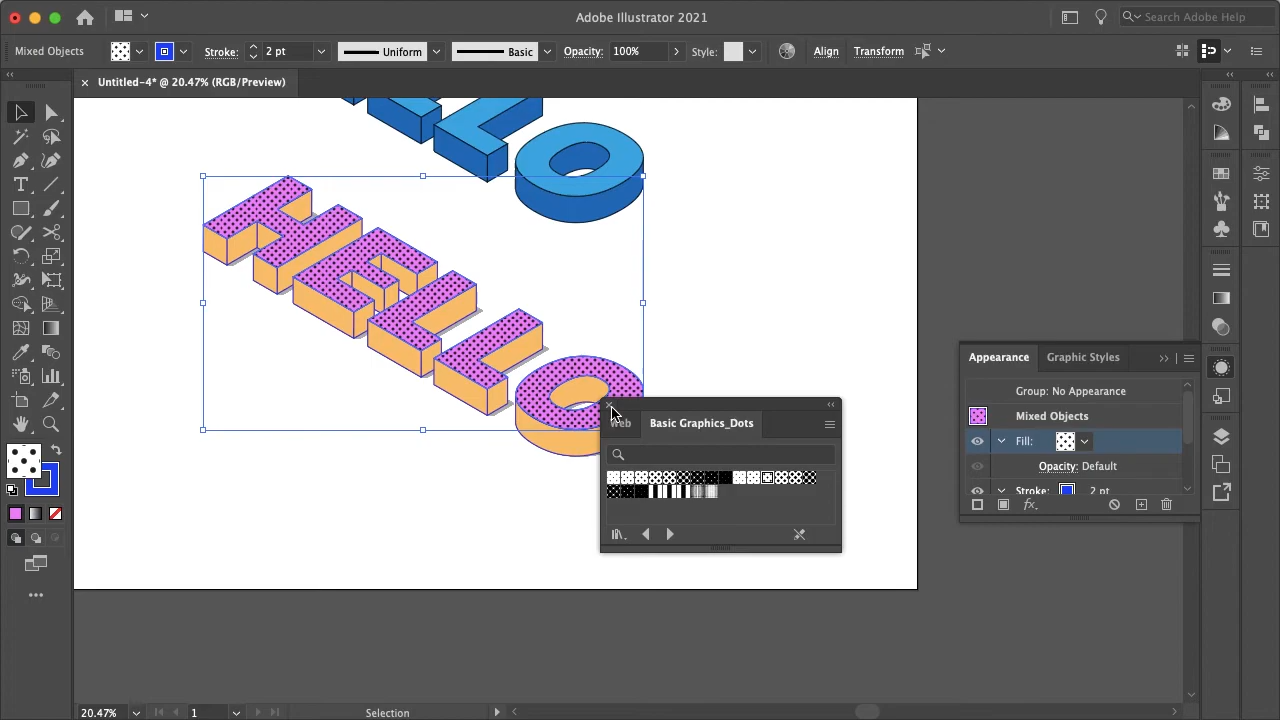 Adobe Illustrator 2021
Search Adobe Help
Mixed Objects
Stroke:
2 pt
Uniform
Basic
Opacity:
100%
Style:
Align
Transform
Untitled-4* @ 20.47% (RGB/Preview)
HELLO
Appearance
Graphic Styles
Group: No Appearance
Mixed Objects
Fill:
Opacity: Default
Stroke:
2 pt
fx
Web
Basic Graphics_Dots
20.47%
1
Selection